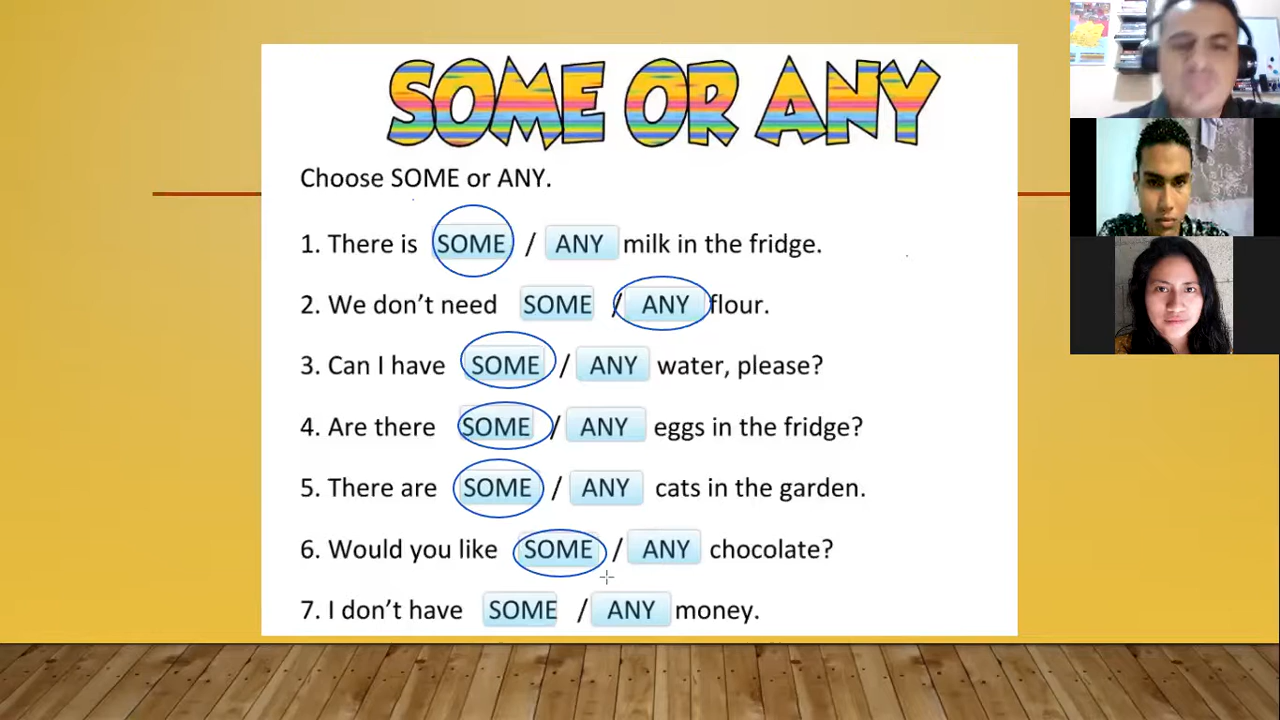 SOME OR ANY
Choose SOME or ANY.
1. There is SOME / ANY milk in the fridge.
2. We don't need SOME / ANY flour.
3. Can I have SOME / ANY water, please?
4. Are there SOME / ANY eggs in the fridge?
5. There are SOME / ANY cats in the garden.
6. Would you like SOME / ANY chocolate?
7. I don't have SOME / ANY money.